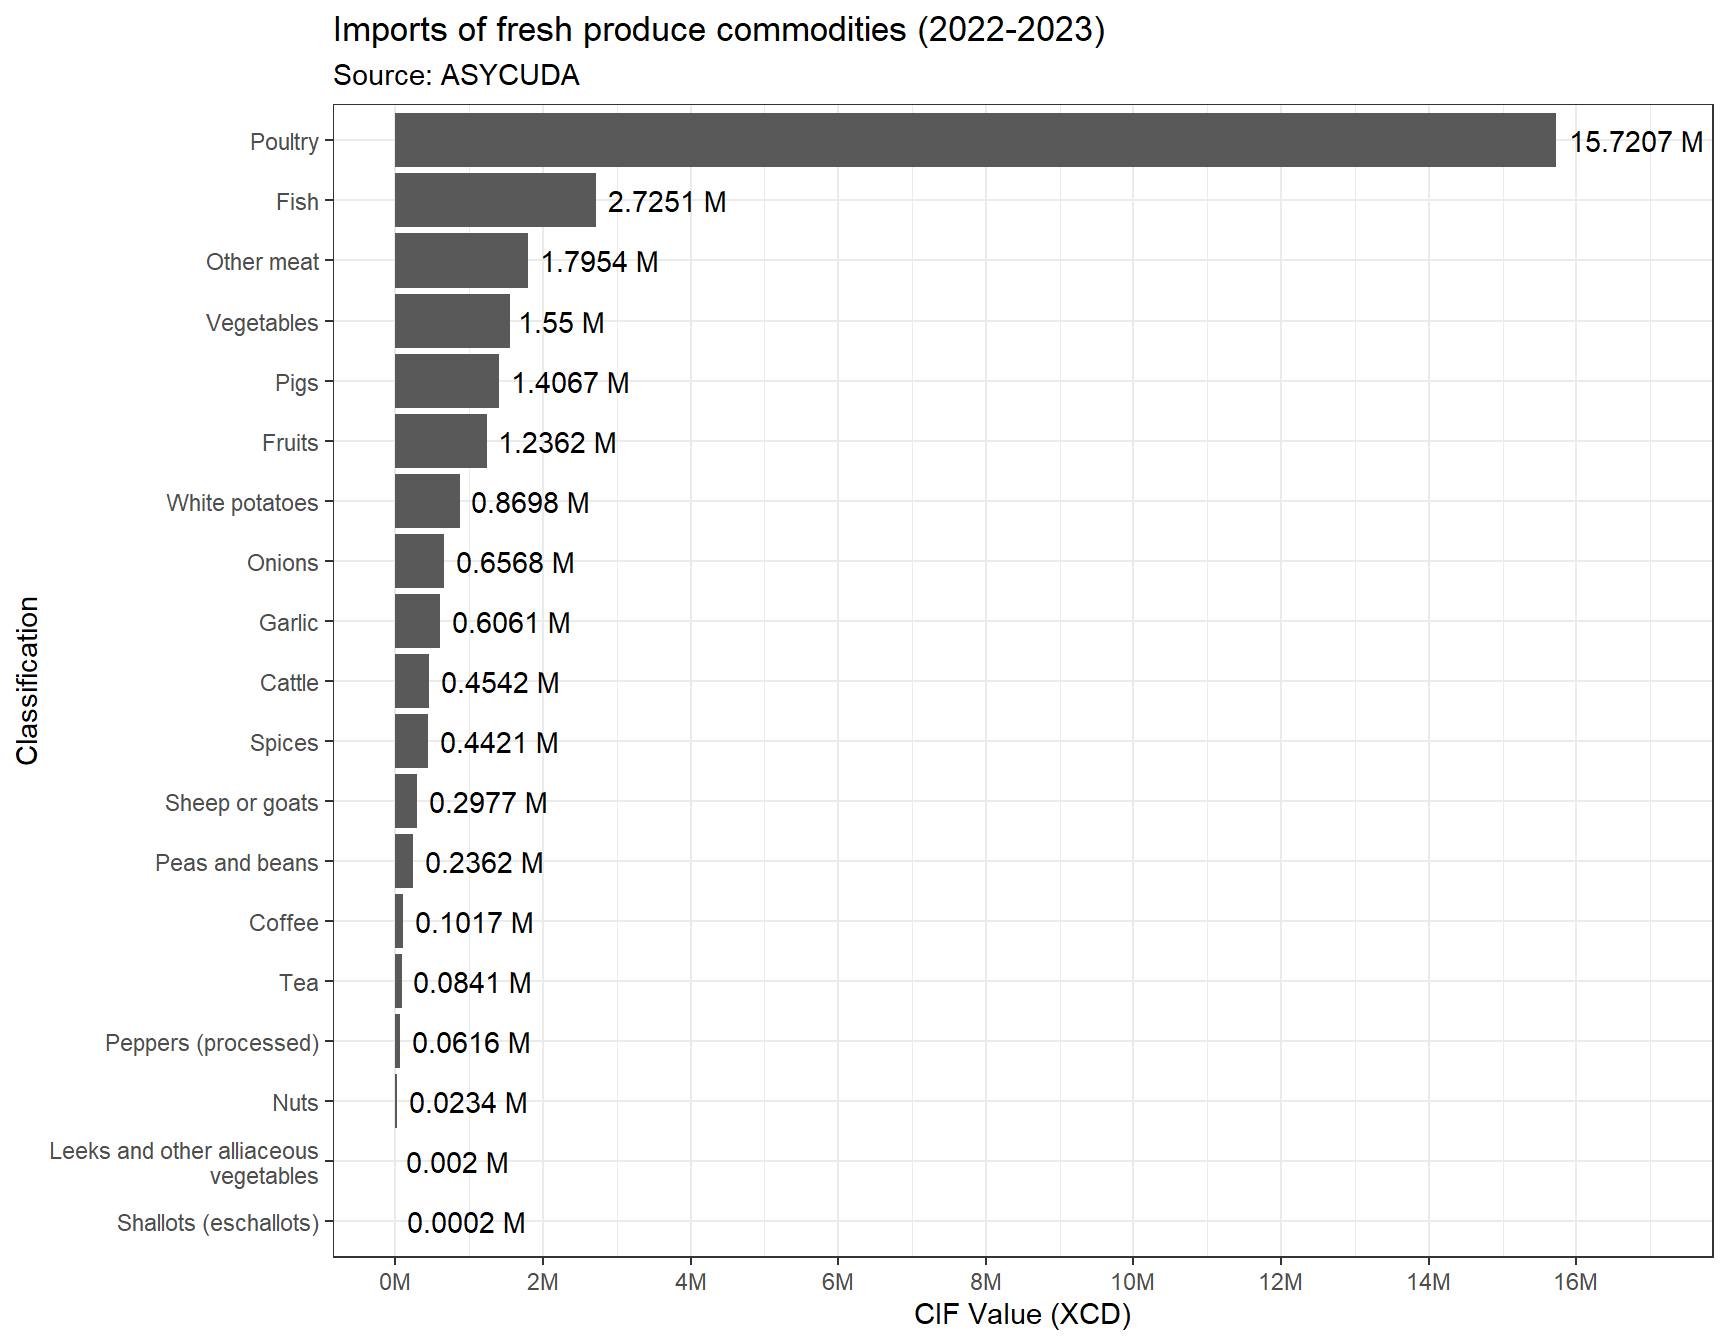 Imports of fresh produce commodities (2022-2023)
Source: ASYCUDA
Classification
Poultry 15.7207 M
Fish 2.7251 M
Other meat 1.7954 M
Vegetables 1.55 M
Pigs 1.4067 M
Fruits 1.2362 M
White potatoes 0.8698 M
Onions 0.6568 M
Garlic 0.6061 M
Cattle 0.4542 M
Spices 0.4421 M
Sheep or goats 0.2977 M
Peas and beans 0.2362 M
Coffee 0.1017 M
Tea 0.0841 M
Peppers (processed) 0.0616 M
Nuts 0.0234 M
Leeks and other alliaceous
vegetables 0.002 M
Shallots (eschallots) 0.0002 M
0M 2M 4M 6M 8M 10M 12M 14M 16M
CIF Value (XCD)